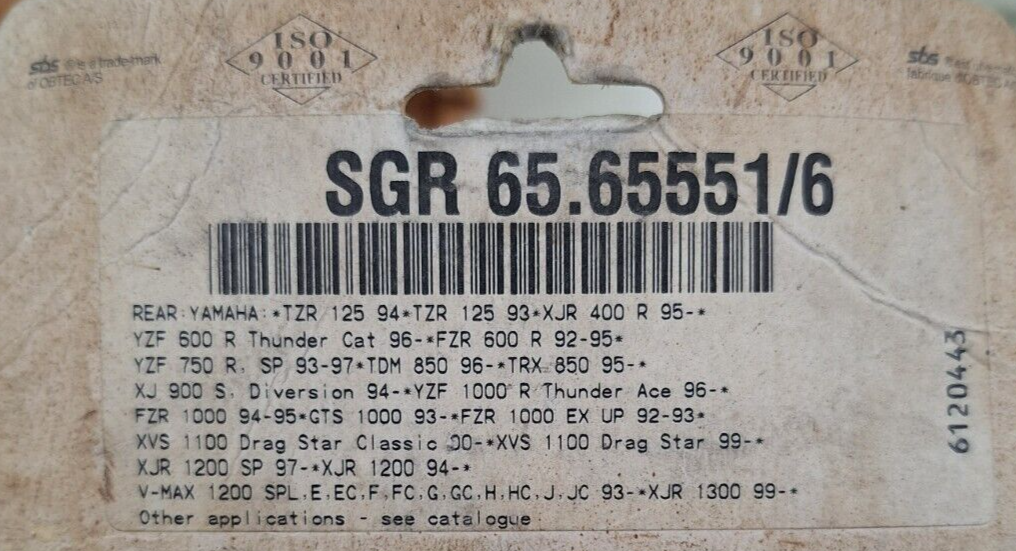 ISO
9001
CERTIFIED
ISO
9001
CERTIFIED
sbs ® is a trademark
of OBTEC A/S
sbs
SGR 65.65551/6
REAR:YAMAHA:*TZR 125 94*TZR 125 93*XJR 400 R 95-*
YZF 600 R Thunder Cat 96-*FZR 600 R 92-95*
YZF 750 R, SP 93-97*TDM 850 96-*TRX 850 95-*
XJ 900 S, Diversion 94-*YZF 1000 R Thunder Ace 96-*
FZR 1000 94-95*GTS 1000 93-*FZR 1000 EX UP 92-93*
XVS 1100 Drag Star Classic 00-*XVS 1100 Drag Star 99-*
XJR 1200 SP 97-*XJR 1200 94-*
V-MAX 1200 SPL,E,EC,F,FC,G,GC,H,HC,J,JC 93-*XJR 1300 99-*
Other applications - see catalogue
6120443